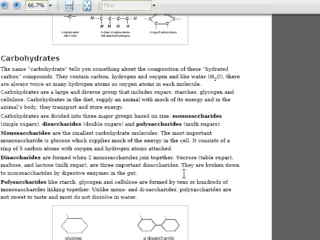 66.7%
Find
Carbohydrates
The name "carbohydrate" tells you something about the composition of these "hydrated
carbon" compounds. They contain carbon, hydrogen and oxygen and like water (H2O), there
are always twice as many hydrogen atoms as oxygen atoms in each molecule.
Carbohydrates are a large and diverse group that includes sugars, starches, glycogen and
cellulose. Carbohydrates in the diet, supply an animal with much of its energy and in the
animal's body, they transport and store energy.
Carbohydrates are divided into three major groups based on size: monosaccharides
(single sugars), disaccharides (double sugars) and polysaccharides (multi sugars).
Monosaccharides are the smallest carbohydrate molecules. The most important
monosaccharide is glucose which supplies much of the energy in the cell. It consists of a
ring of 5 carbon atoms with oxygen and hydrogen atoms attached.
Disaccharides are formed when 2 monosaccharides join together. Sucrose (table sugar),
maltose, and lactose (milk sugar), are three important disaccharides. They are broken down
to monosaccharides by digestive enzymes in the gut.
Polysaccharides like starch, glycogen and cellulose are formed by tens or hundreds of
monosaccharides linking together. Unlike mono- and di-saccharides, polysaccharides are
not sweet to taste and most do not dissolve in water.
glucose
a disaccharide